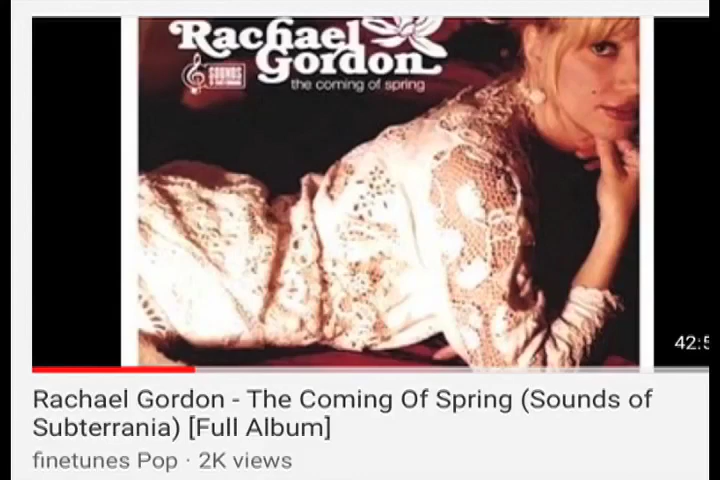 Rachael
Gordon
SOUNDS
the coming of spring
42:5
Rachael Gordon - The Coming Of Spring (Sounds of
Subterrania) [Full Album]
finetunes Pop · 2K views